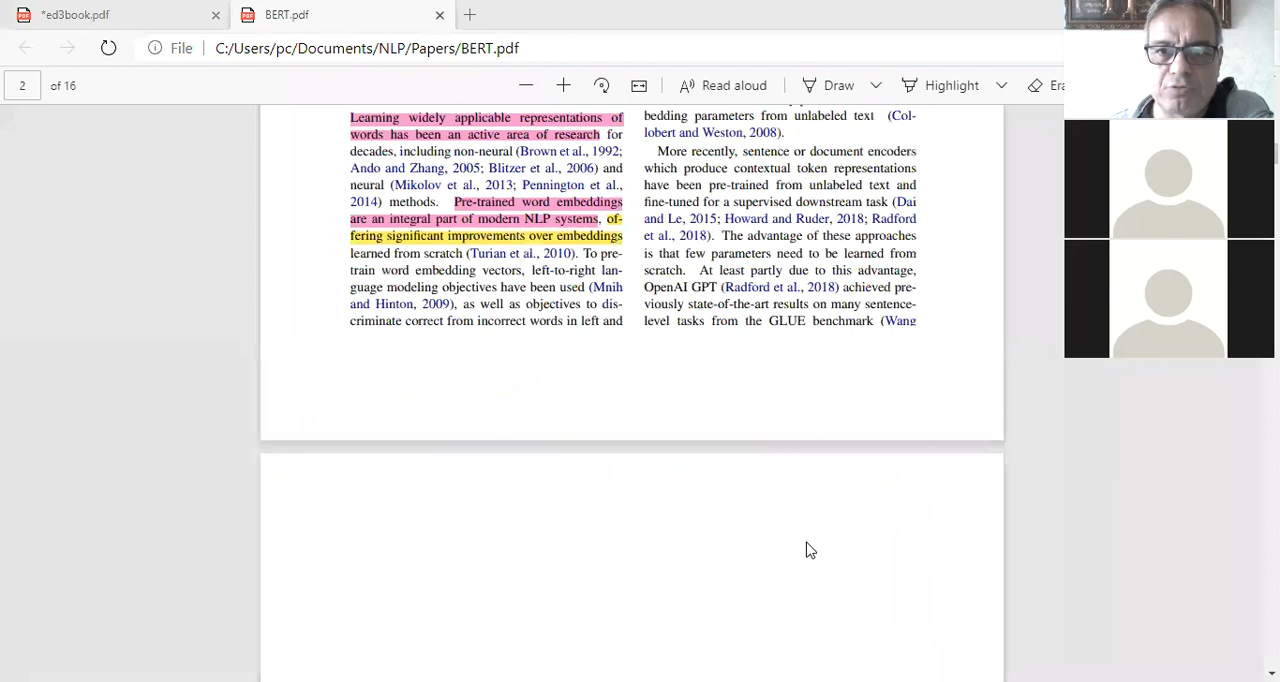 *ed3book.pdf
BERT.pdf
File
C:/Users/pc/Documents/NLP/Papers/BERT.pdf
2
of 16
Read aloud
Draw
Highlight
Era
Learning widely applicable representations of
words has been an active area of research for
decades, including non-neural (Brown et al., 1992;
Ando and Zhang, 2005; Blitzer et al., 2006) and
neural (Mikolov et al., 2013; Pennington et al.,
2014) methods. Pre-trained word embeddings
are an integral part of modern NLP systems, of-
fering significant improvements over embeddings
learned from scratch (Turian et al., 2010). To pre-
train word embedding vectors, left-to-right lan-
guage modeling objectives have been used (Mnih
and Hinton, 2009), as well as objectives to dis-
criminate correct from incorrect words in left and
bedding parameters from unlabeled text (Col-
lobert and Weston, 2008).
More recently, sentence or document encoders
which produce contextual token representations
have been pre-trained from unlabeled text and
fine-tuned for a supervised downstream task (Dai
and Le, 2015; Howard and Ruder, 2018; Radford
et al., 2018). The advantage of these approaches
is that few parameters need to be learned from
scratch. At least partly due to this advantage,
OpenAI GPT (Radford et al., 2018) achieved pre-
viously state-of-the-art results on many sentence-
level tasks from the GLUE benchmark (Wang